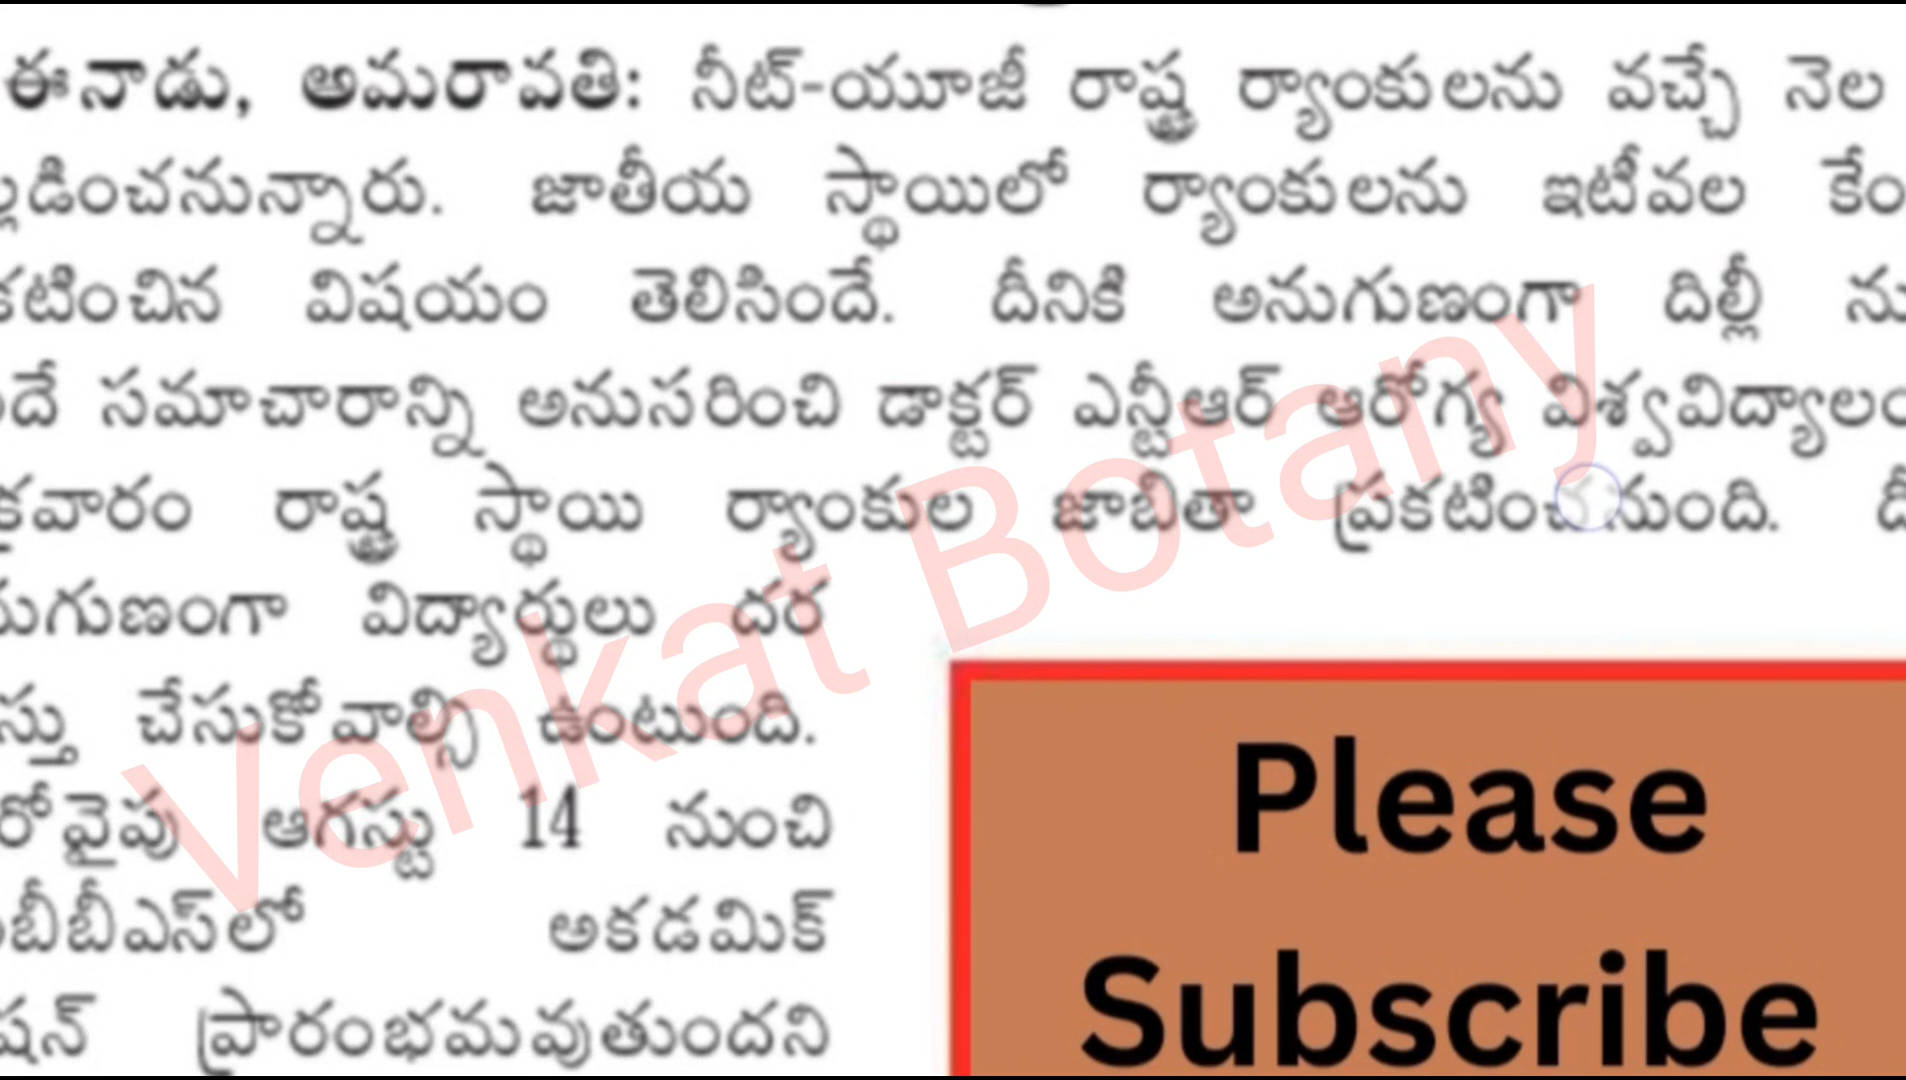 ఈనాడు, అమరావతి: నీట్-యూజీ రాష్ట్ర ర్యాంకులను వచ్చే నెల
ల్లడించనున్నారు. జాతీయ స్థాయిలో ర్యాంకులను ఇటీవల కేం
కటించిన విషయం తెలిసిందే. దీనికి అనుగుణంగా దిల్లీ ను
దే సమాచారాన్ని అనుసరించి డాక్టర్ ఎన్టీఆర్ ఆరోగ్య విశ్వవిద్యాలం
క్రవారం రాష్ట్ర స్థాయి ర్యాంకుల జాబితా ప్రకటించనుంది. దీ
నుగుణంగా విద్యార్థులు దర
స్తు చేసుకోవాల్సి ఉంటుంది.
రోవైపు ఆగస్టు 14 నుంచి
బీబీఎస్‌లో అకడమిక్
షన్ ప్రారంభమవుతుందని
Venkat Botany
Please
Subscribe